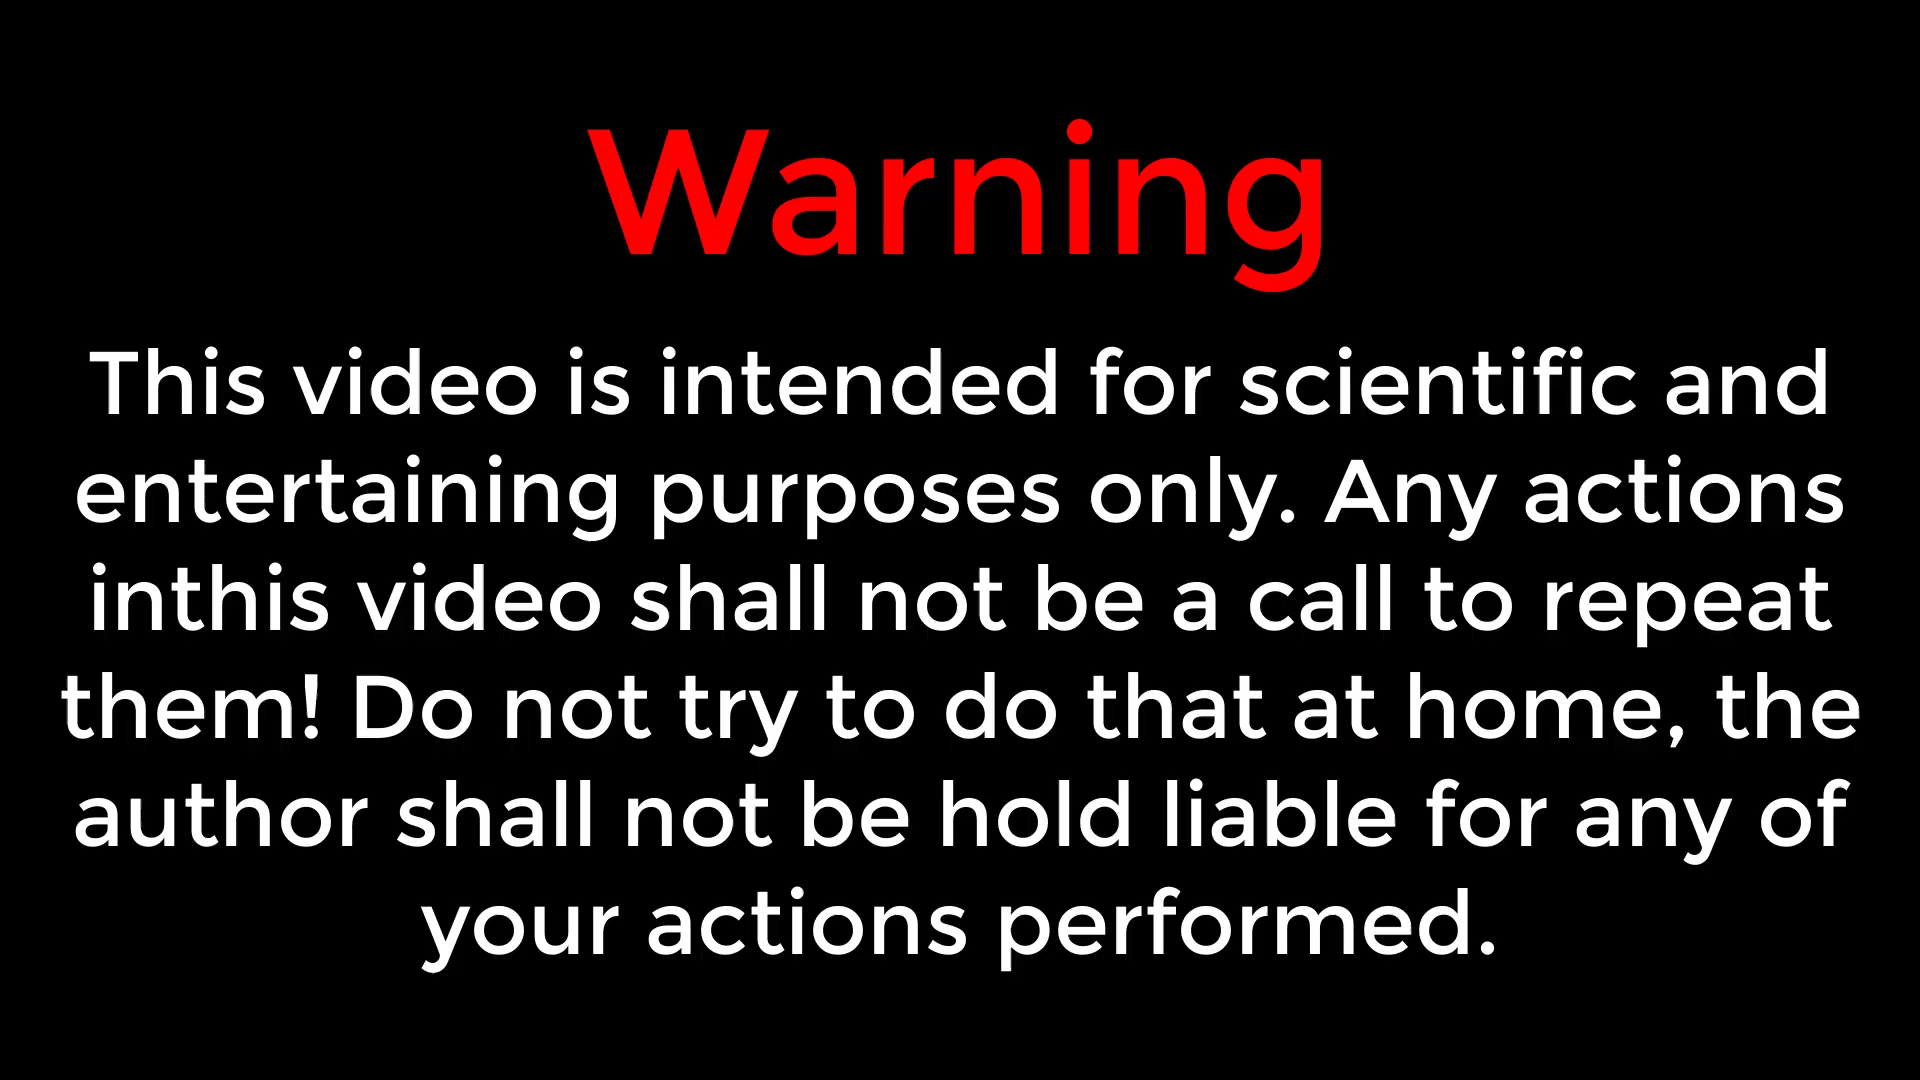 Warning
This video is intended for scientific and
entertaining purposes only. Any actions
inthis video shall not be a call to repeat
them! Do not try to do that at home, the
author shall not be hold liable for any of
your actions performed.